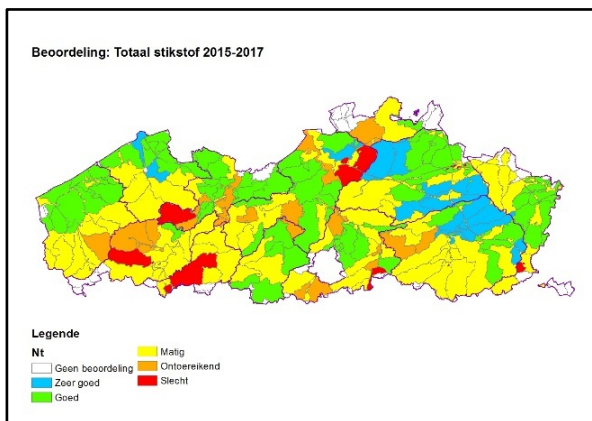 Beoordeling: Totaal stikstof 2015-2017
Legende
Nt
Geen beoordeling
Zeer goed
Goed
Matig
Ontoereikend
Slecht